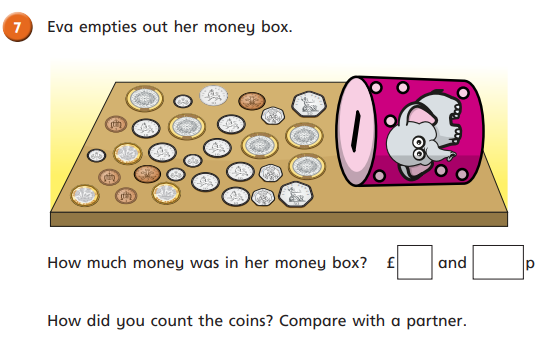 7 Eva empties out her money box.
How much money was in her money box? £ and p
How did you count the coins? Compare with a partner.